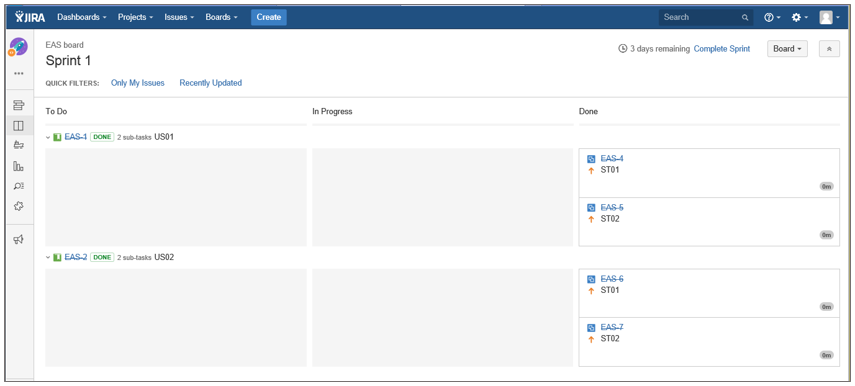 JIRA Dashboards Projects Issues Boards Create Search
EAS board
Sprint 1
3 days remaining Complete Sprint Board
QUICK FILTERS: Only My Issues Recently Updated
To Do In Progress Done
EAS-1 DONE 2 sub-tasks US01
EAS-4
ST01
0m
EAS-5
ST02
0m
EAS-2 DONE 2 sub-tasks US02
EAS-6
ST01
0m
EAS-7
ST02
0m